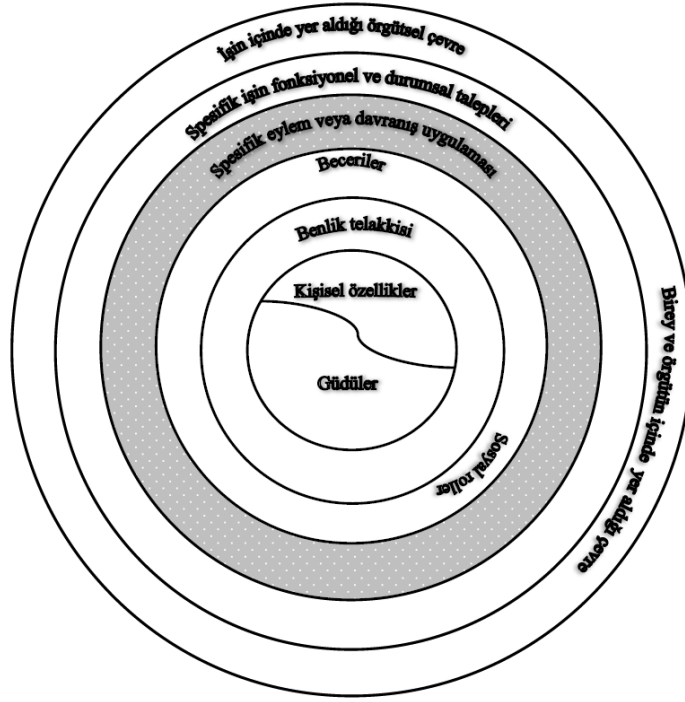 İşin içinde yer aldığı örgütsel çevre
Spesifik işin fonksiyonel ve durumsal talepleri
Spesifik eylem veya davranış uygulaması
Beceriler
Benlik telakkisi
Kişisel özellikler
Güdüler
Sosyal roller
Birey ve örgütün içinde yer aldığı çevre